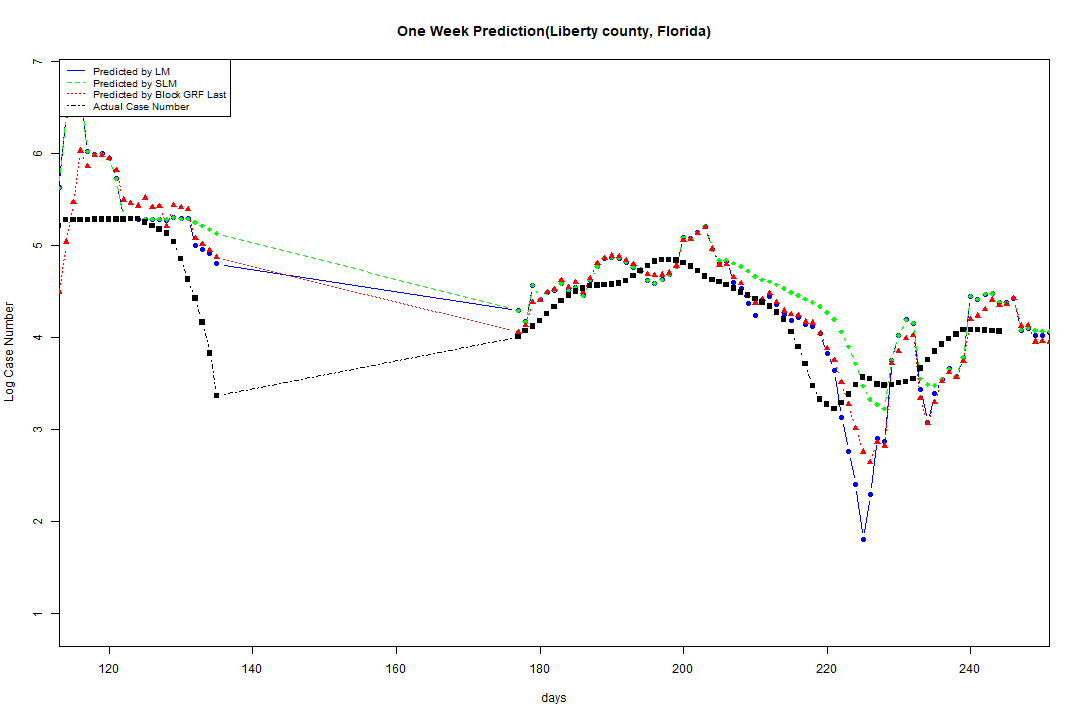 One Week Prediction(Liberty county, Florida)
Predicted by LM
Predicted by SLM
Predicted by Block GRF Last
Actual Case Number
7
6
5
4
3
2
1
Log Case Number
120 140 160 180 200 220 240
days